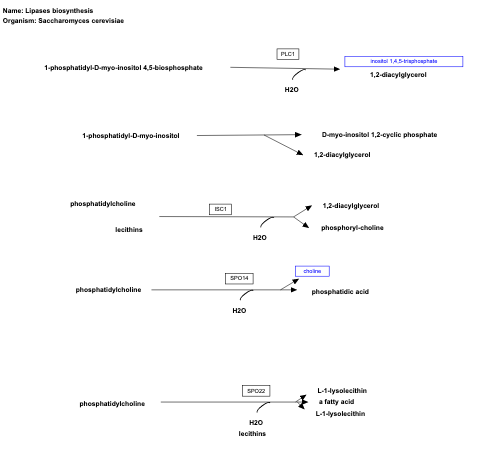 Name: Lipases biosynthesis
Organism: Saccharomyces cerevisiae
PLC1
1-phosphatidyl-D-myo-inositol 4,5-biosphosphate
inositol 1,4,5-trisphosphate
1,2-diacylglycerol
H2O
1-phosphatidyl-D-myo-inositol
D-myo-inositol 1,2-cyclic phosphate
1,2-diacylglycerol
phosphatidylcholine
ISC1
1,2-diacylglycerol
lecithins
phosphoryl-choline
H2O
choline
SPO14
phosphatidylcholine
phosphatidic acid
H2O
SPO22
L-1-lysolecithin
phosphatidylcholine
a fatty acid
L-1-lysolecithin
H2O
lecithins